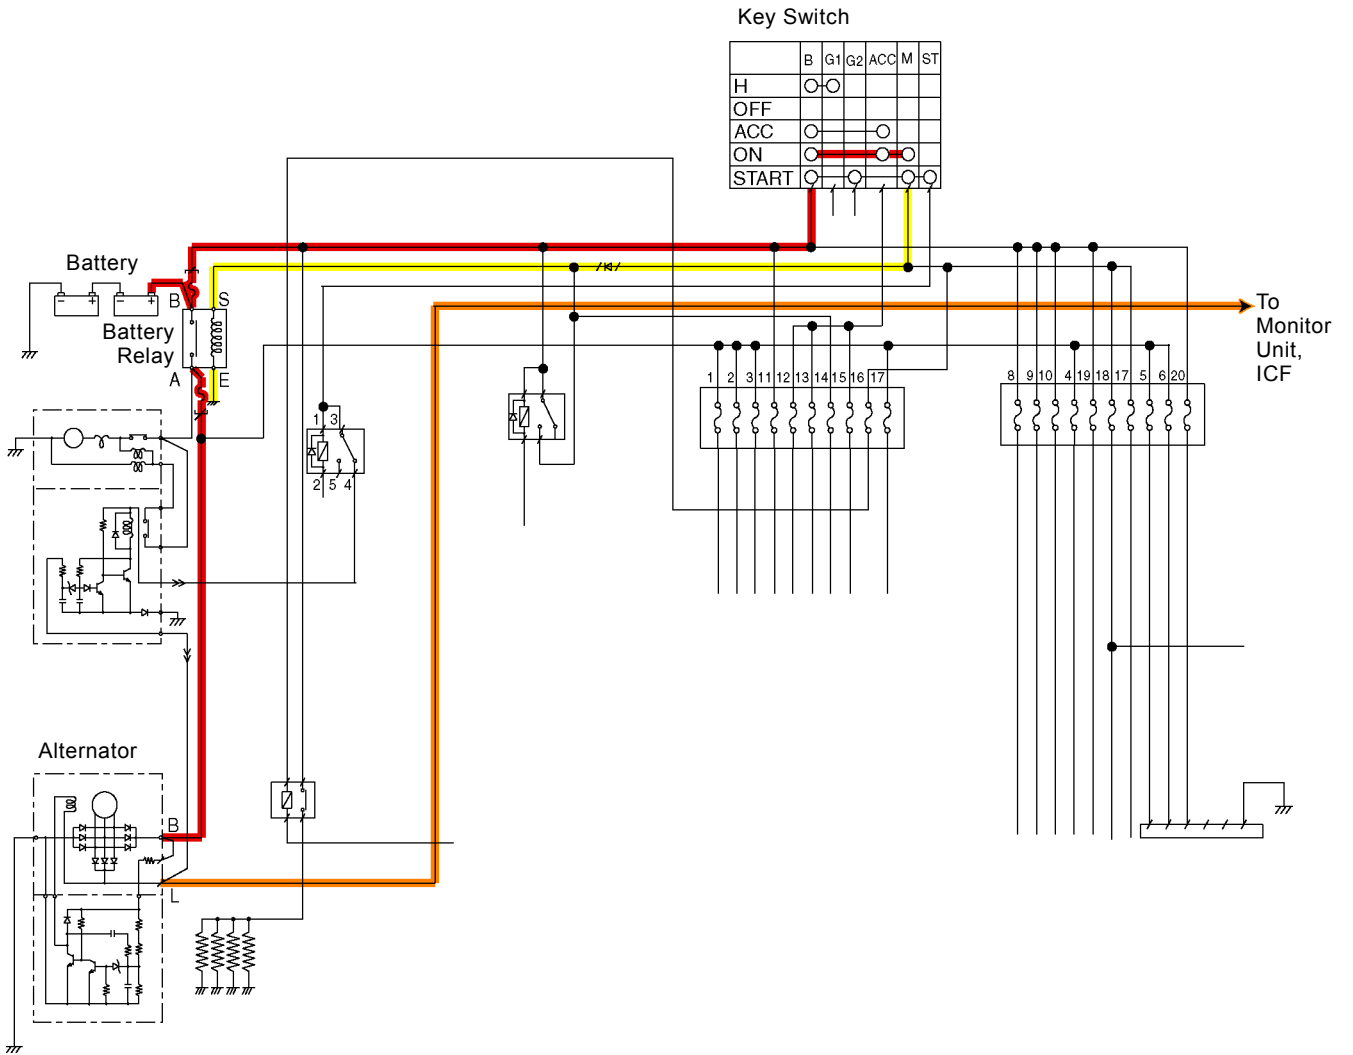 Key Switch
B G1 G2 ACC M ST
H
OFF
ACC
ON
START
Battery
− + − +
B S
Battery
Relay
A E
To
Monitor
Unit,
ICF
1 2 3 11 12 13 14 15 16 17
8 9 10 4 19 18 17 5 6 20
1 3
2 5 4
Alternator
B
L